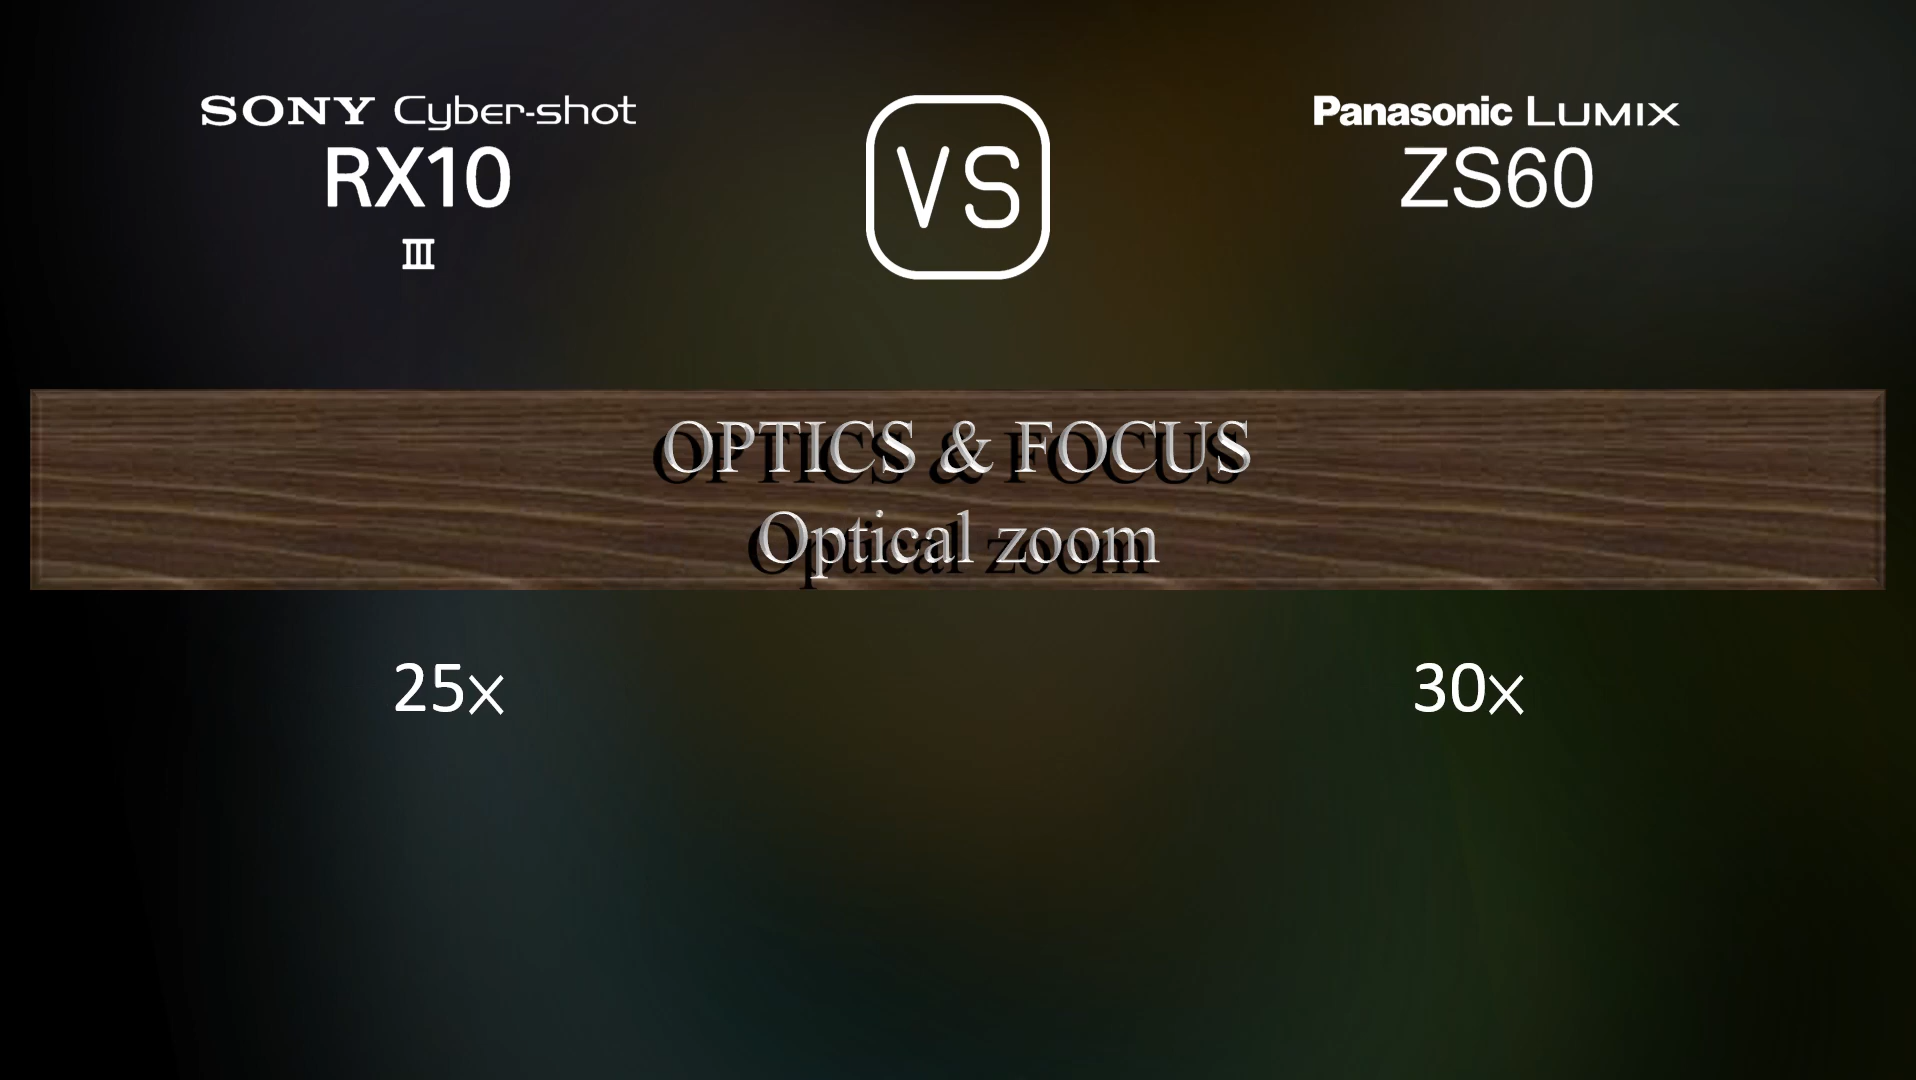 SONY Cyber-shot
RX10
III
VS
Panasonic LUMIX
ZS60
OPTICS & FOCUS
Optical zoom
25x
30x